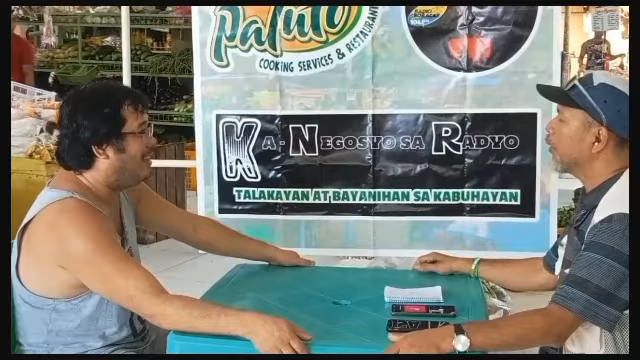 Paluto
COOKING SERVICES & RESTAURANT
KA-NEGOSYO SA RADYO
TALAKAYAN AT BAYANIHAN SA KABUHAYAN